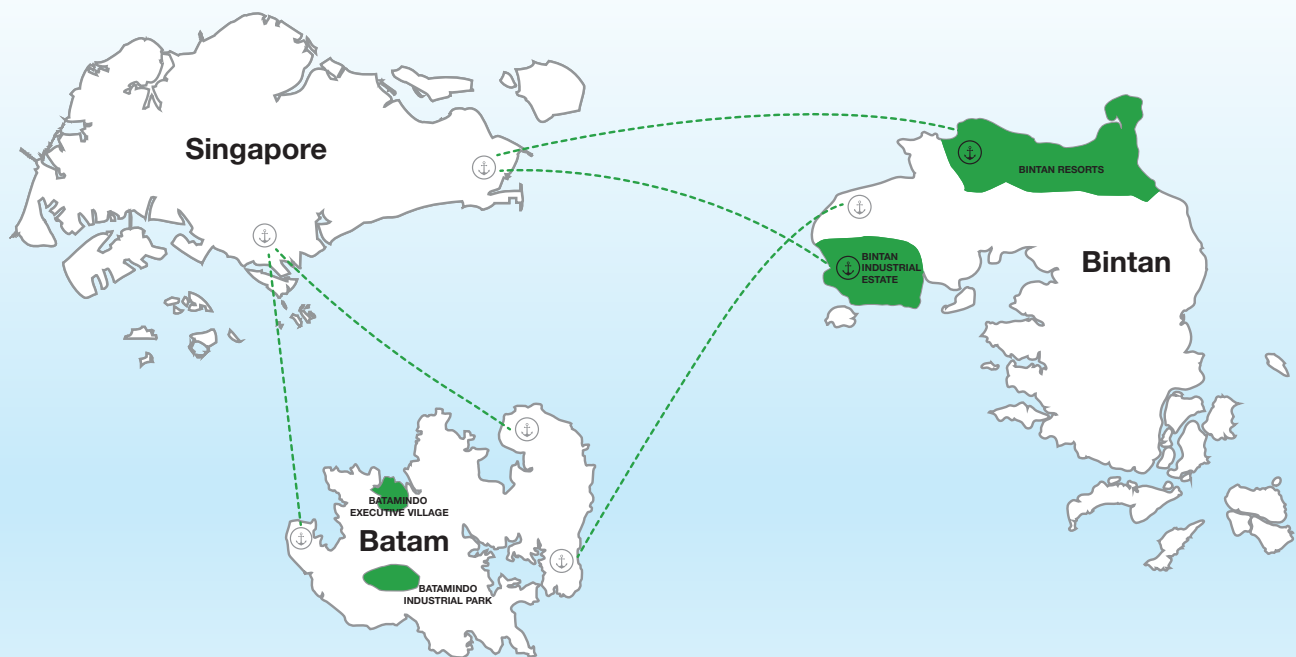 Singapore
BINTAN RESORTS
BINTAN
INDUSTRIAL
ESTATE
Bintan
BATAMINDO
EXECUTIVE VILLAGE
Batam
BATAMINDO
INDUSTRIAL PARK